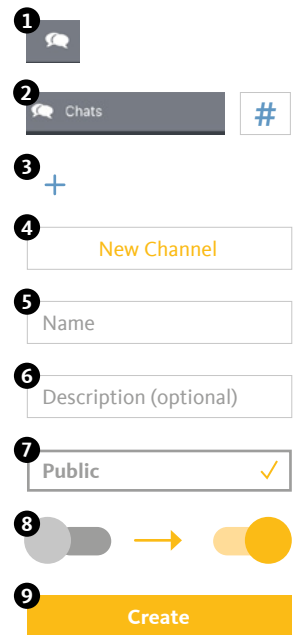 1
2
Chats #
3
+
4
New Channel
5
Name
6
Description (optional)
7
Public
8
9
Create